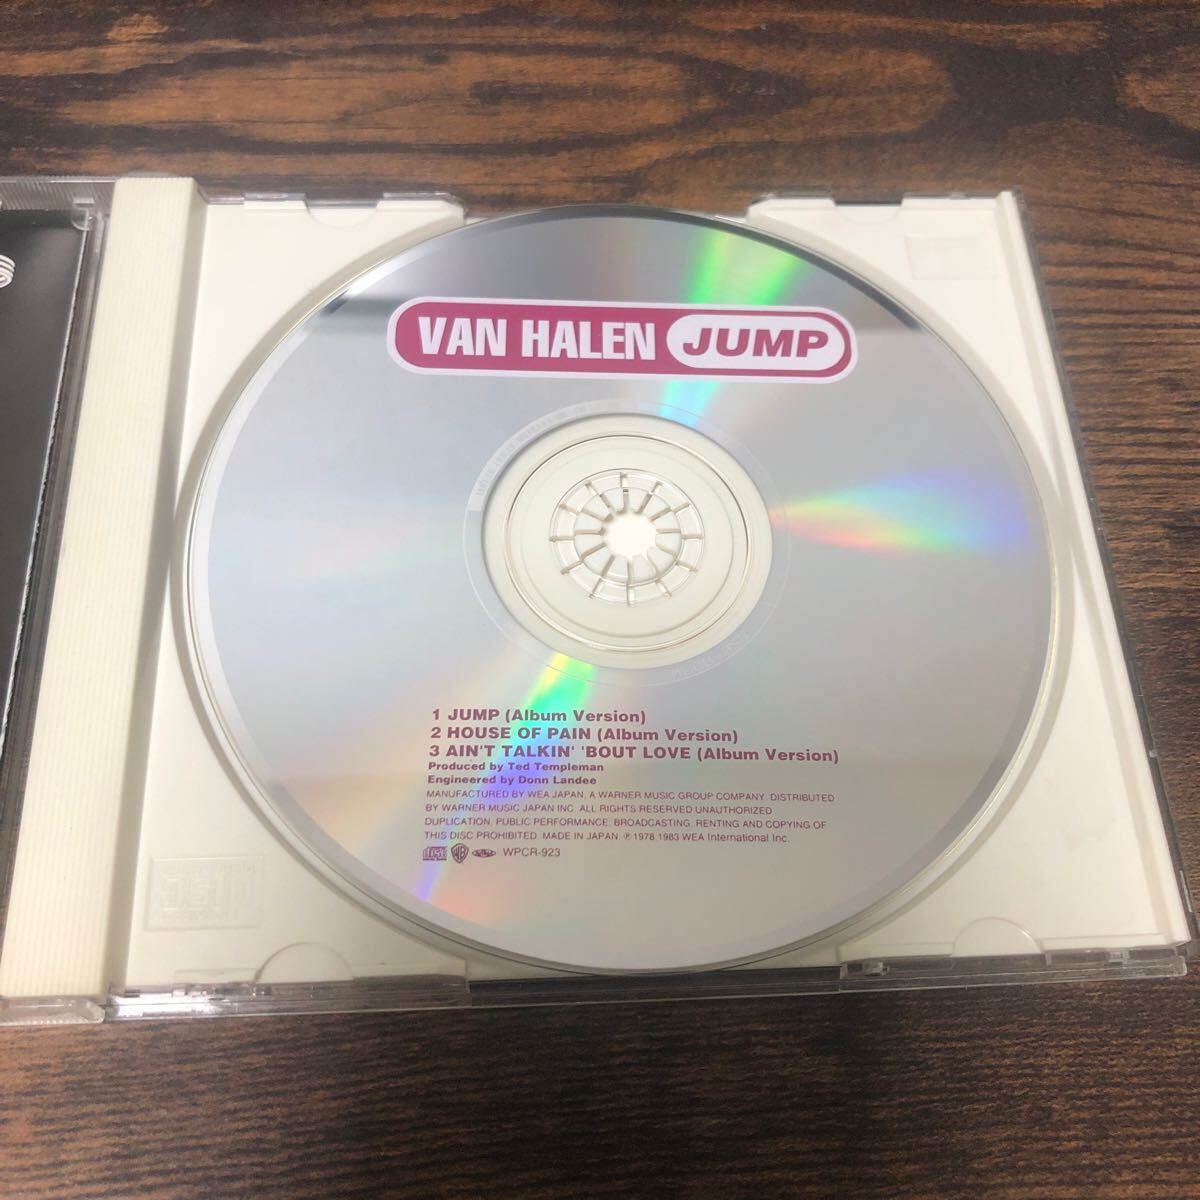 VAN HALEN JUMP
1 JUMP (Album Version)
2 HOUSE OF PAIN (Album Version)
3 AIN'T TALKIN' 'BOUT LOVE (Album Version)
Produced by Ted Templeman
Engineered by Donn Landee
MANUFACTURED BY WEA JAPAN, A WARNER MUSIC GROUP COMPANY. DISTRIBUTED
BY WARNER MUSIC JAPAN INC. ALL RIGHTS RESERVED.UNAUTHORIZED
DUPLICATION, PUBLIC PERFORMANCE, BROADCASTING, RENTING AND COPYING OF
THIS DISC PROHIBITED. MADE IN JAPAN ℗ 1978,1983 WEA International Inc.
WPCR-923